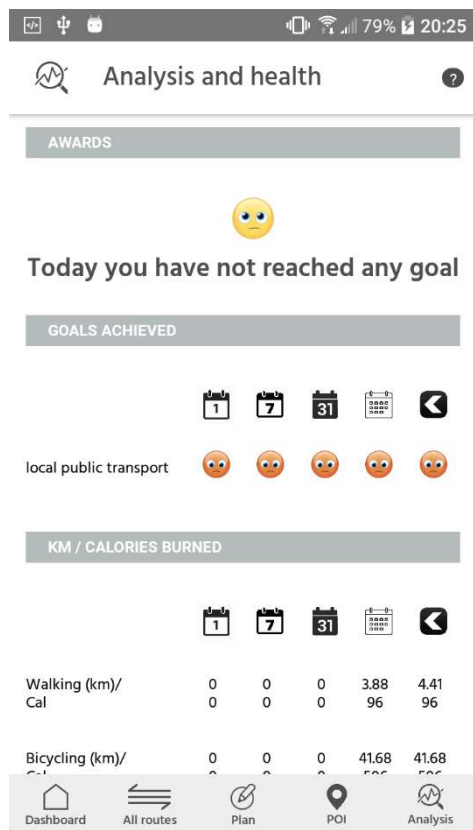 79% 20:25
Analysis and health ?
AWARDS
Today you have not reached any goal
GOALS ACHIEVED
1 7 31
local public transport
KM / CALORIES BURNED
1 7 31
Walking (km)/ 0 0 0 3.88 4.41
Cal 0 0 0 96 96
Bicycling (km)/ 0 0 0 41.68 41.68
Dashboard All routes Plan POI Analysis